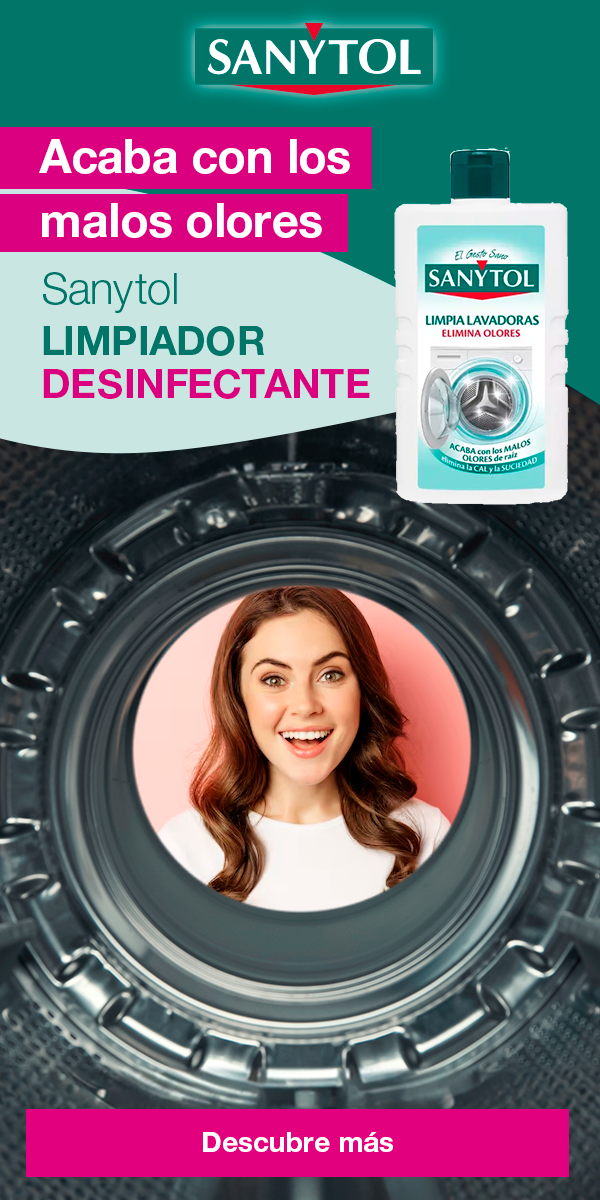 SANYTOL
Acaba con los
malos olores
Sanytol
LIMPIADOR
DESINFECTANTE
El Gesto Sano
SANYTOL
LIMPIA LAVADORAS
ELIMINA OLORES
ACABA con los MALOS
OLORES de raíz
elimina la CAL y la SUCIEDAD
Descubre más